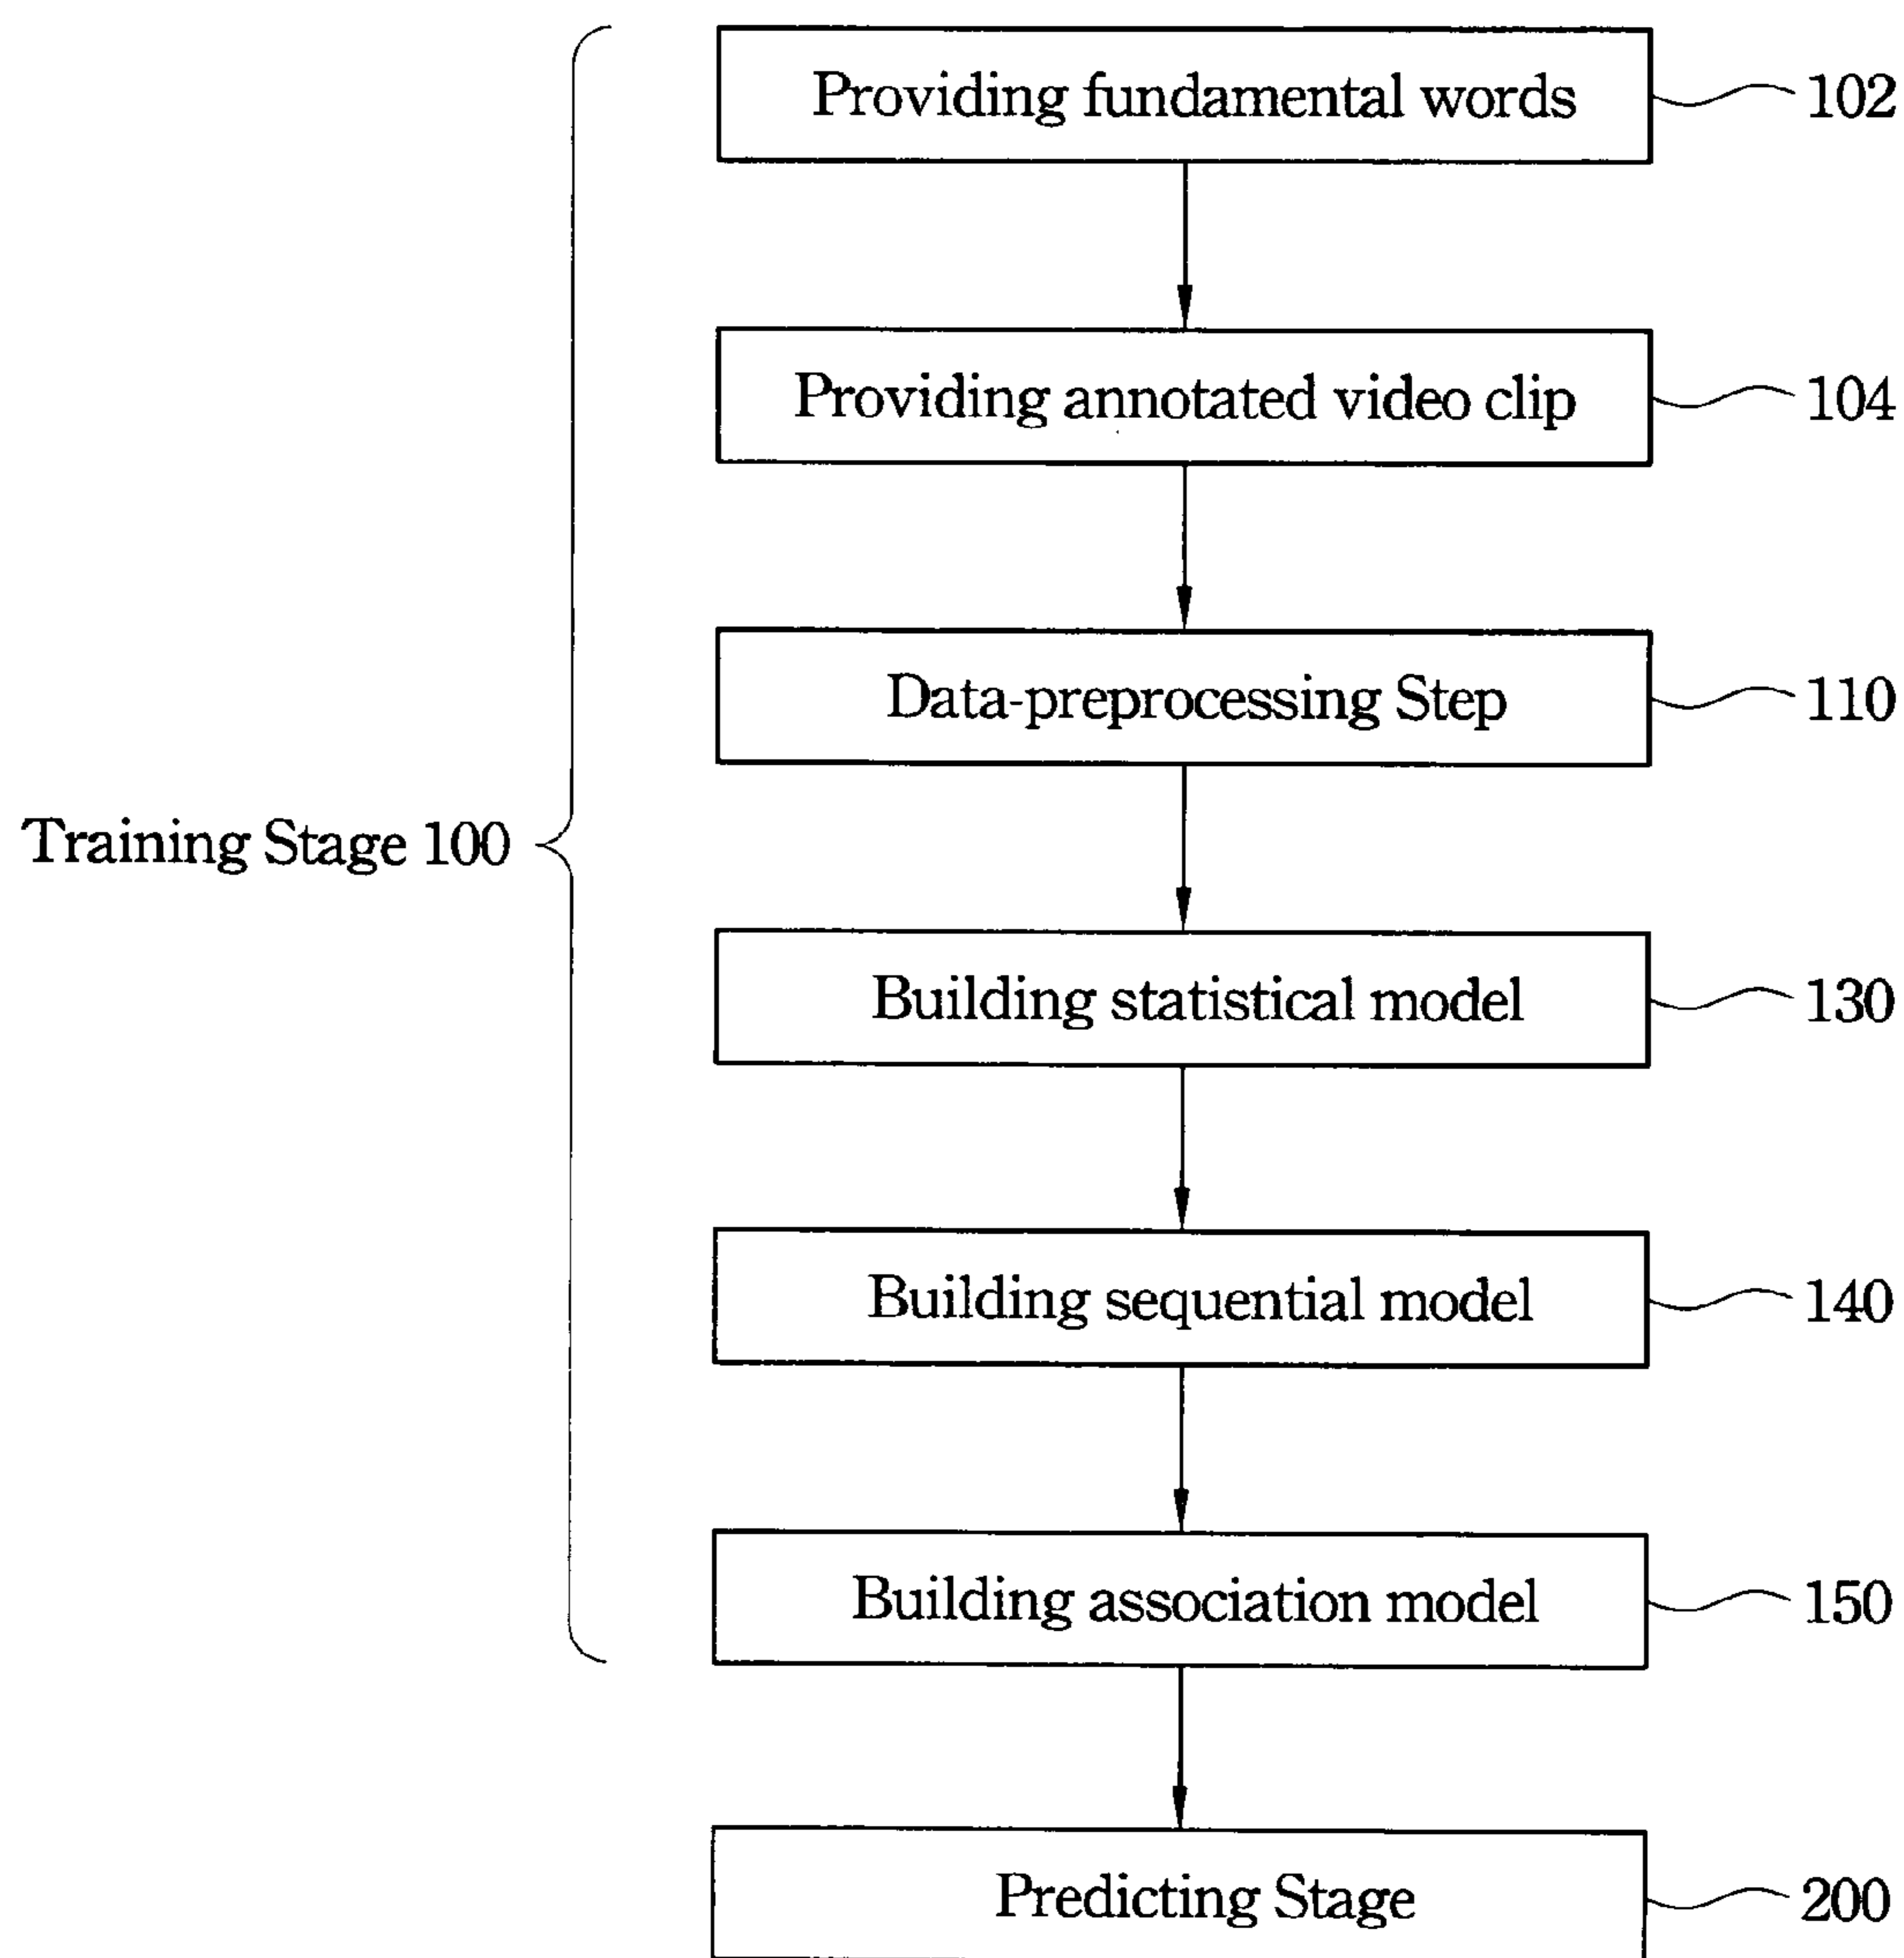 Providing fundamental words 102
Providing annotated video clip 104
Data-preprocessing Step 110
Training Stage 100
Building statistical model 130
Building sequential model 140
Building association model 150
Predicting Stage 200